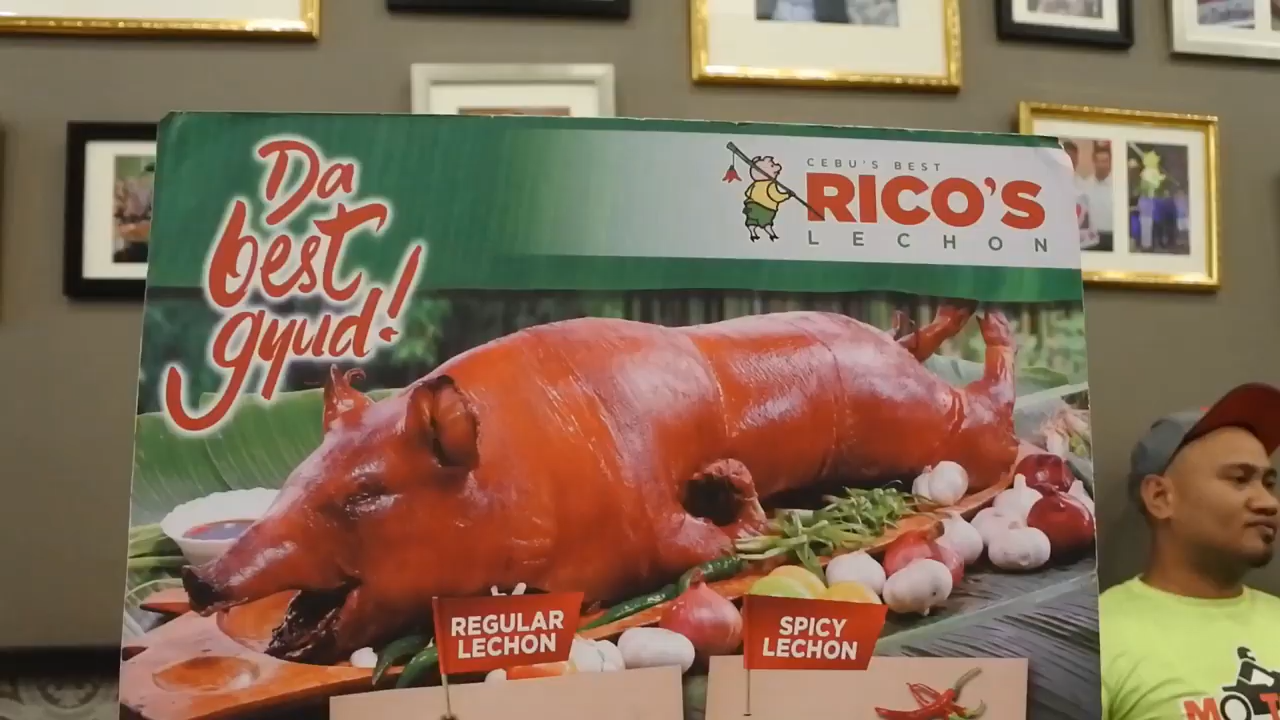 Da
best
gyud!
CEBU'S BEST
RICO'S
LECHON
REGULAR
LECHON
SPICY
LECHON